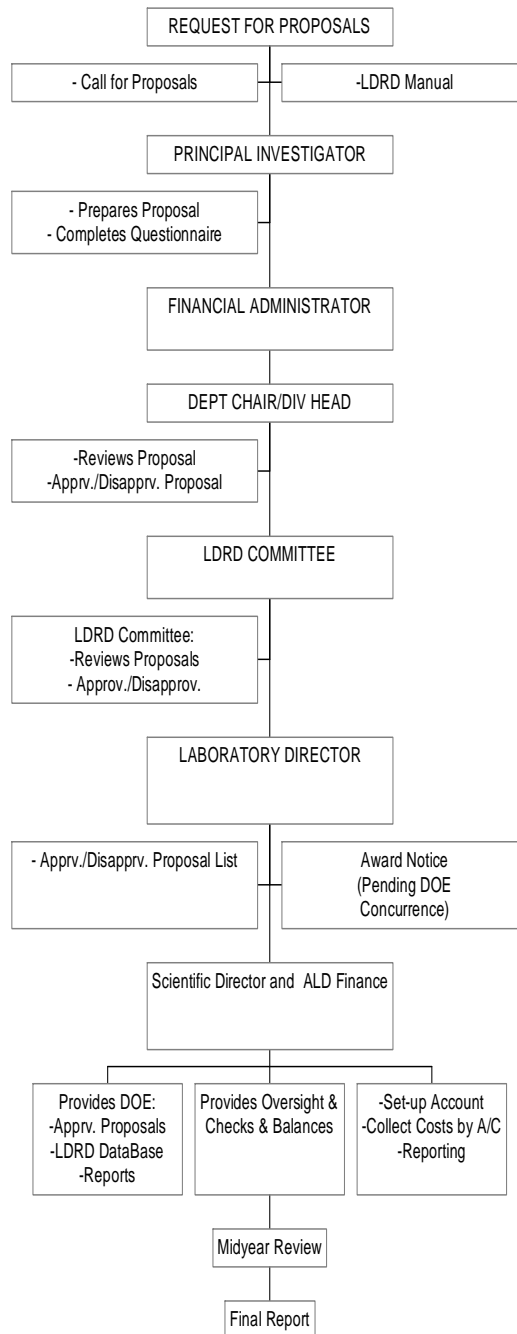 REQUEST FOR PROPOSALS
- Call for Proposals
-LDRD Manual
PRINCIPAL INVESTIGATOR
- Prepares Proposal
- Completes Questionnaire
FINANCIAL ADMINISTRATOR
DEPT CHAIR/DIV HEAD
-Reviews Proposal
-Apprv./Disapprv. Proposal
LDRD COMMITTEE
LDRD Committee:
-Reviews Proposals
- Approv./Disapprov.
LABORATORY DIRECTOR
- Apprv./Disapprv. Proposal List
Award Notice
(Pending DOE
Concurrence)
Scientific Director and ALD Finance
Provides DOE:
-Apprv. Proposals
-LDRD DataBase
-Reports
Provides Oversight &
Checks & Balances
-Set-up Account
-Collect Costs by A/C
-Reporting
Midyear Review
Final Report